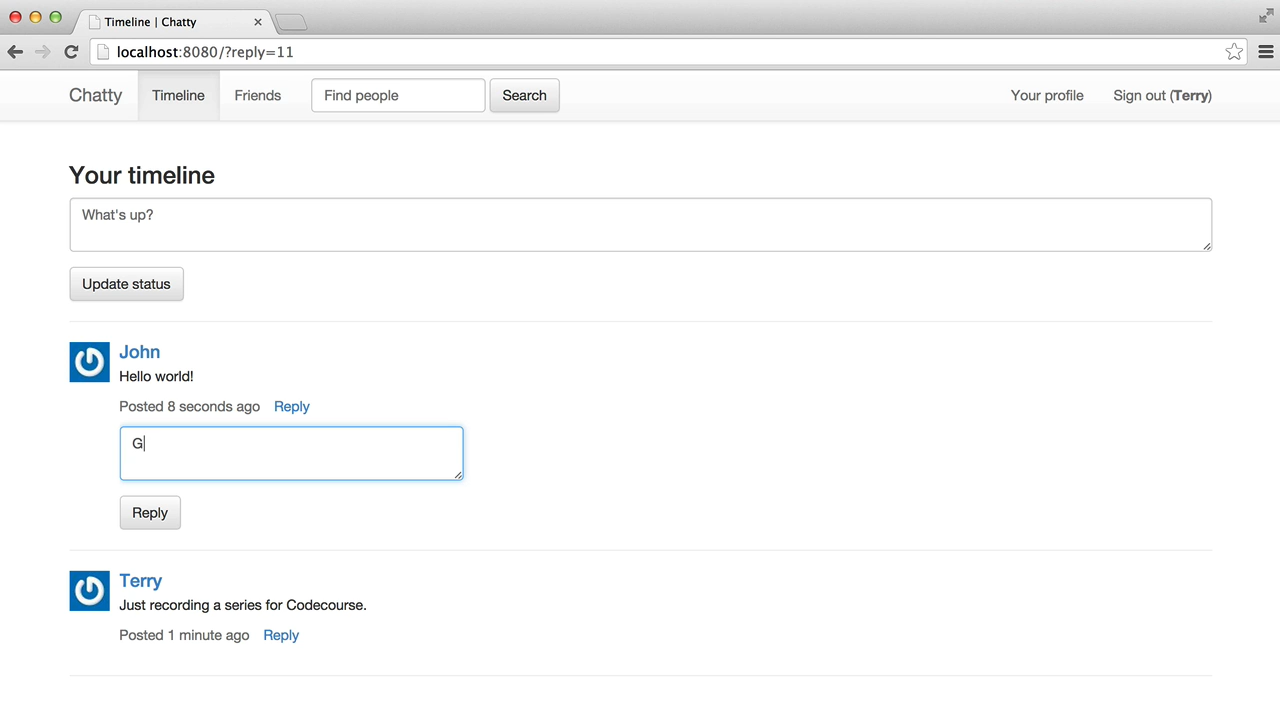 Timeline | Chatty
localhost:8080/?reply=11
Chatty Timeline Friends Find people Search Your profile Sign out (Terry)
Your timeline
What's up?
Update status
John
Hello world!
Posted 8 seconds ago Reply
G
Reply
Terry
Just recording a series for Codecourse.
Posted 1 minute ago Reply